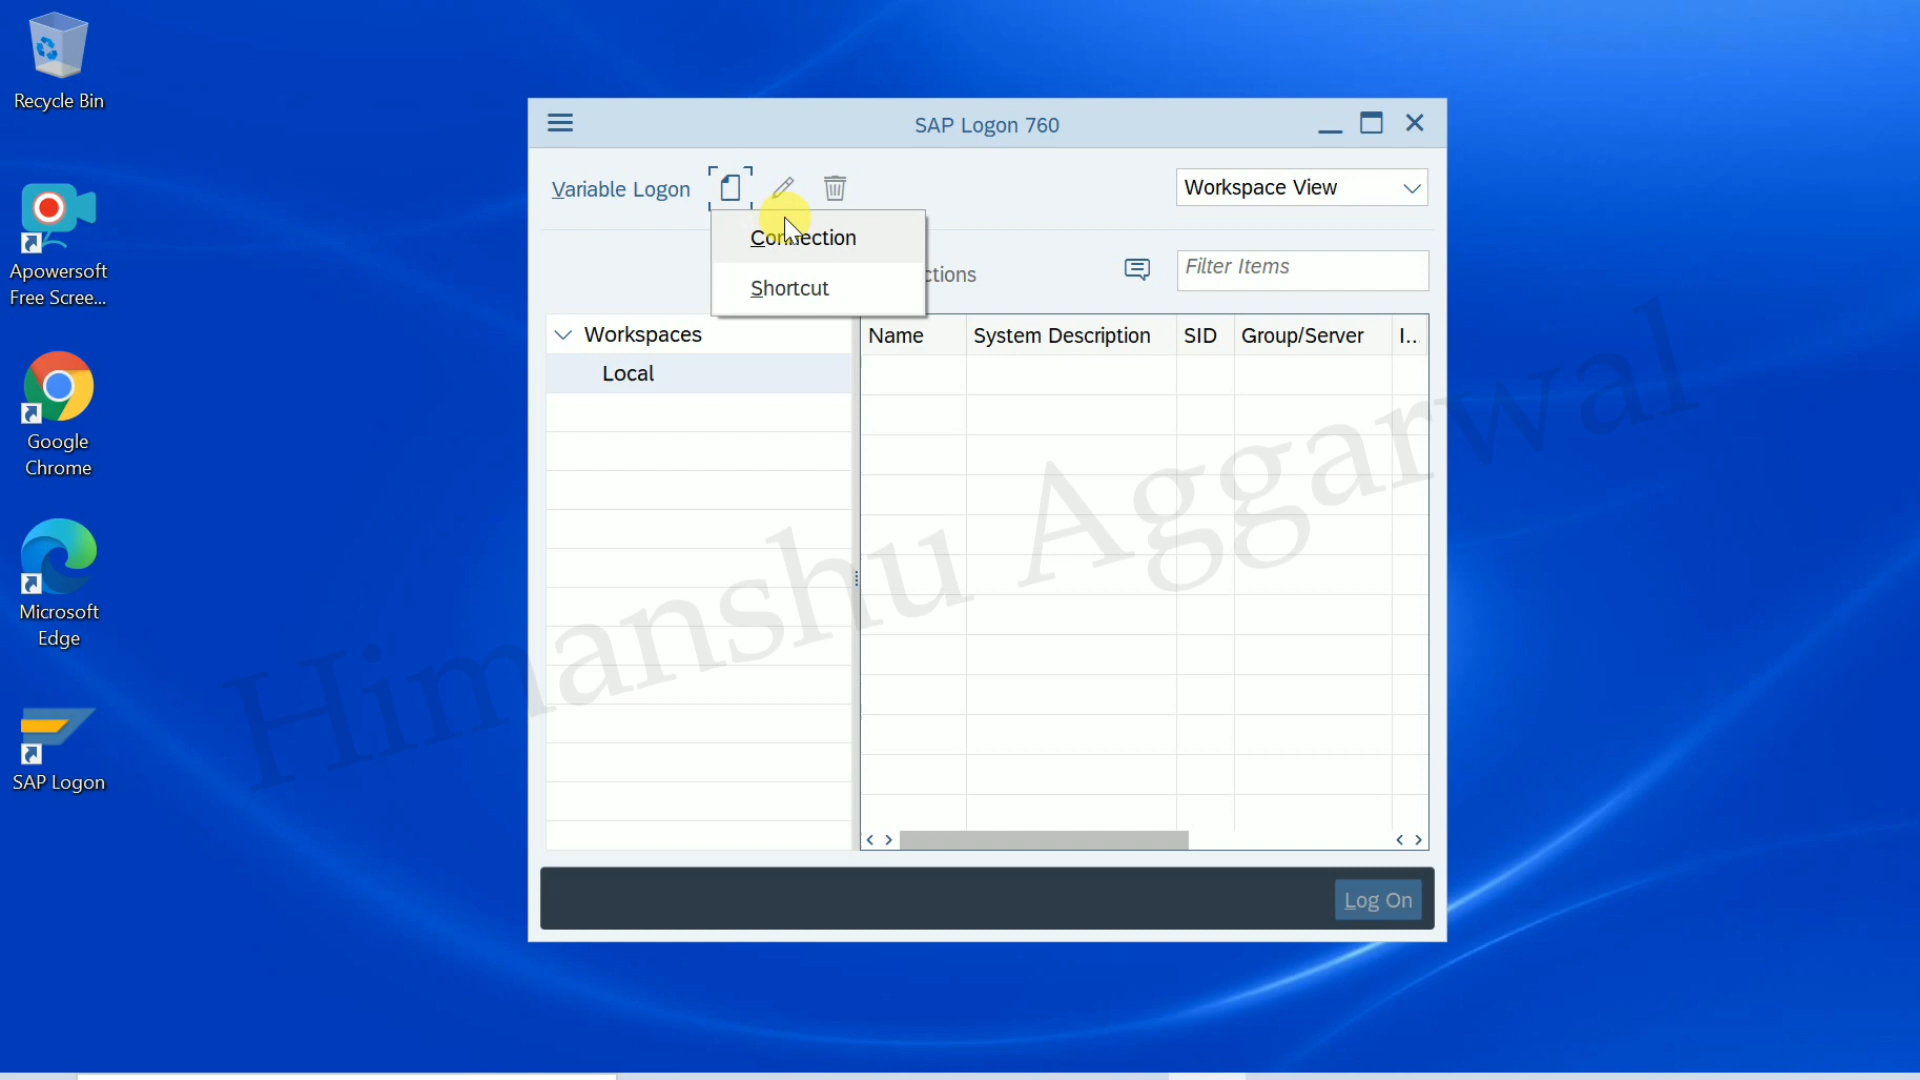 Recycle Bin
Apowersoft
Free Scree...
Google
Chrome
Microsoft
Edge
SAP Logon
SAP Logon 760
Variable Logon
Workspace View
Connection
Shortcut
ctions
Filter Items
Workspaces
Local
Name
System Description
SID
Group/Server
I...
Log On
Himanshu Aggarwal